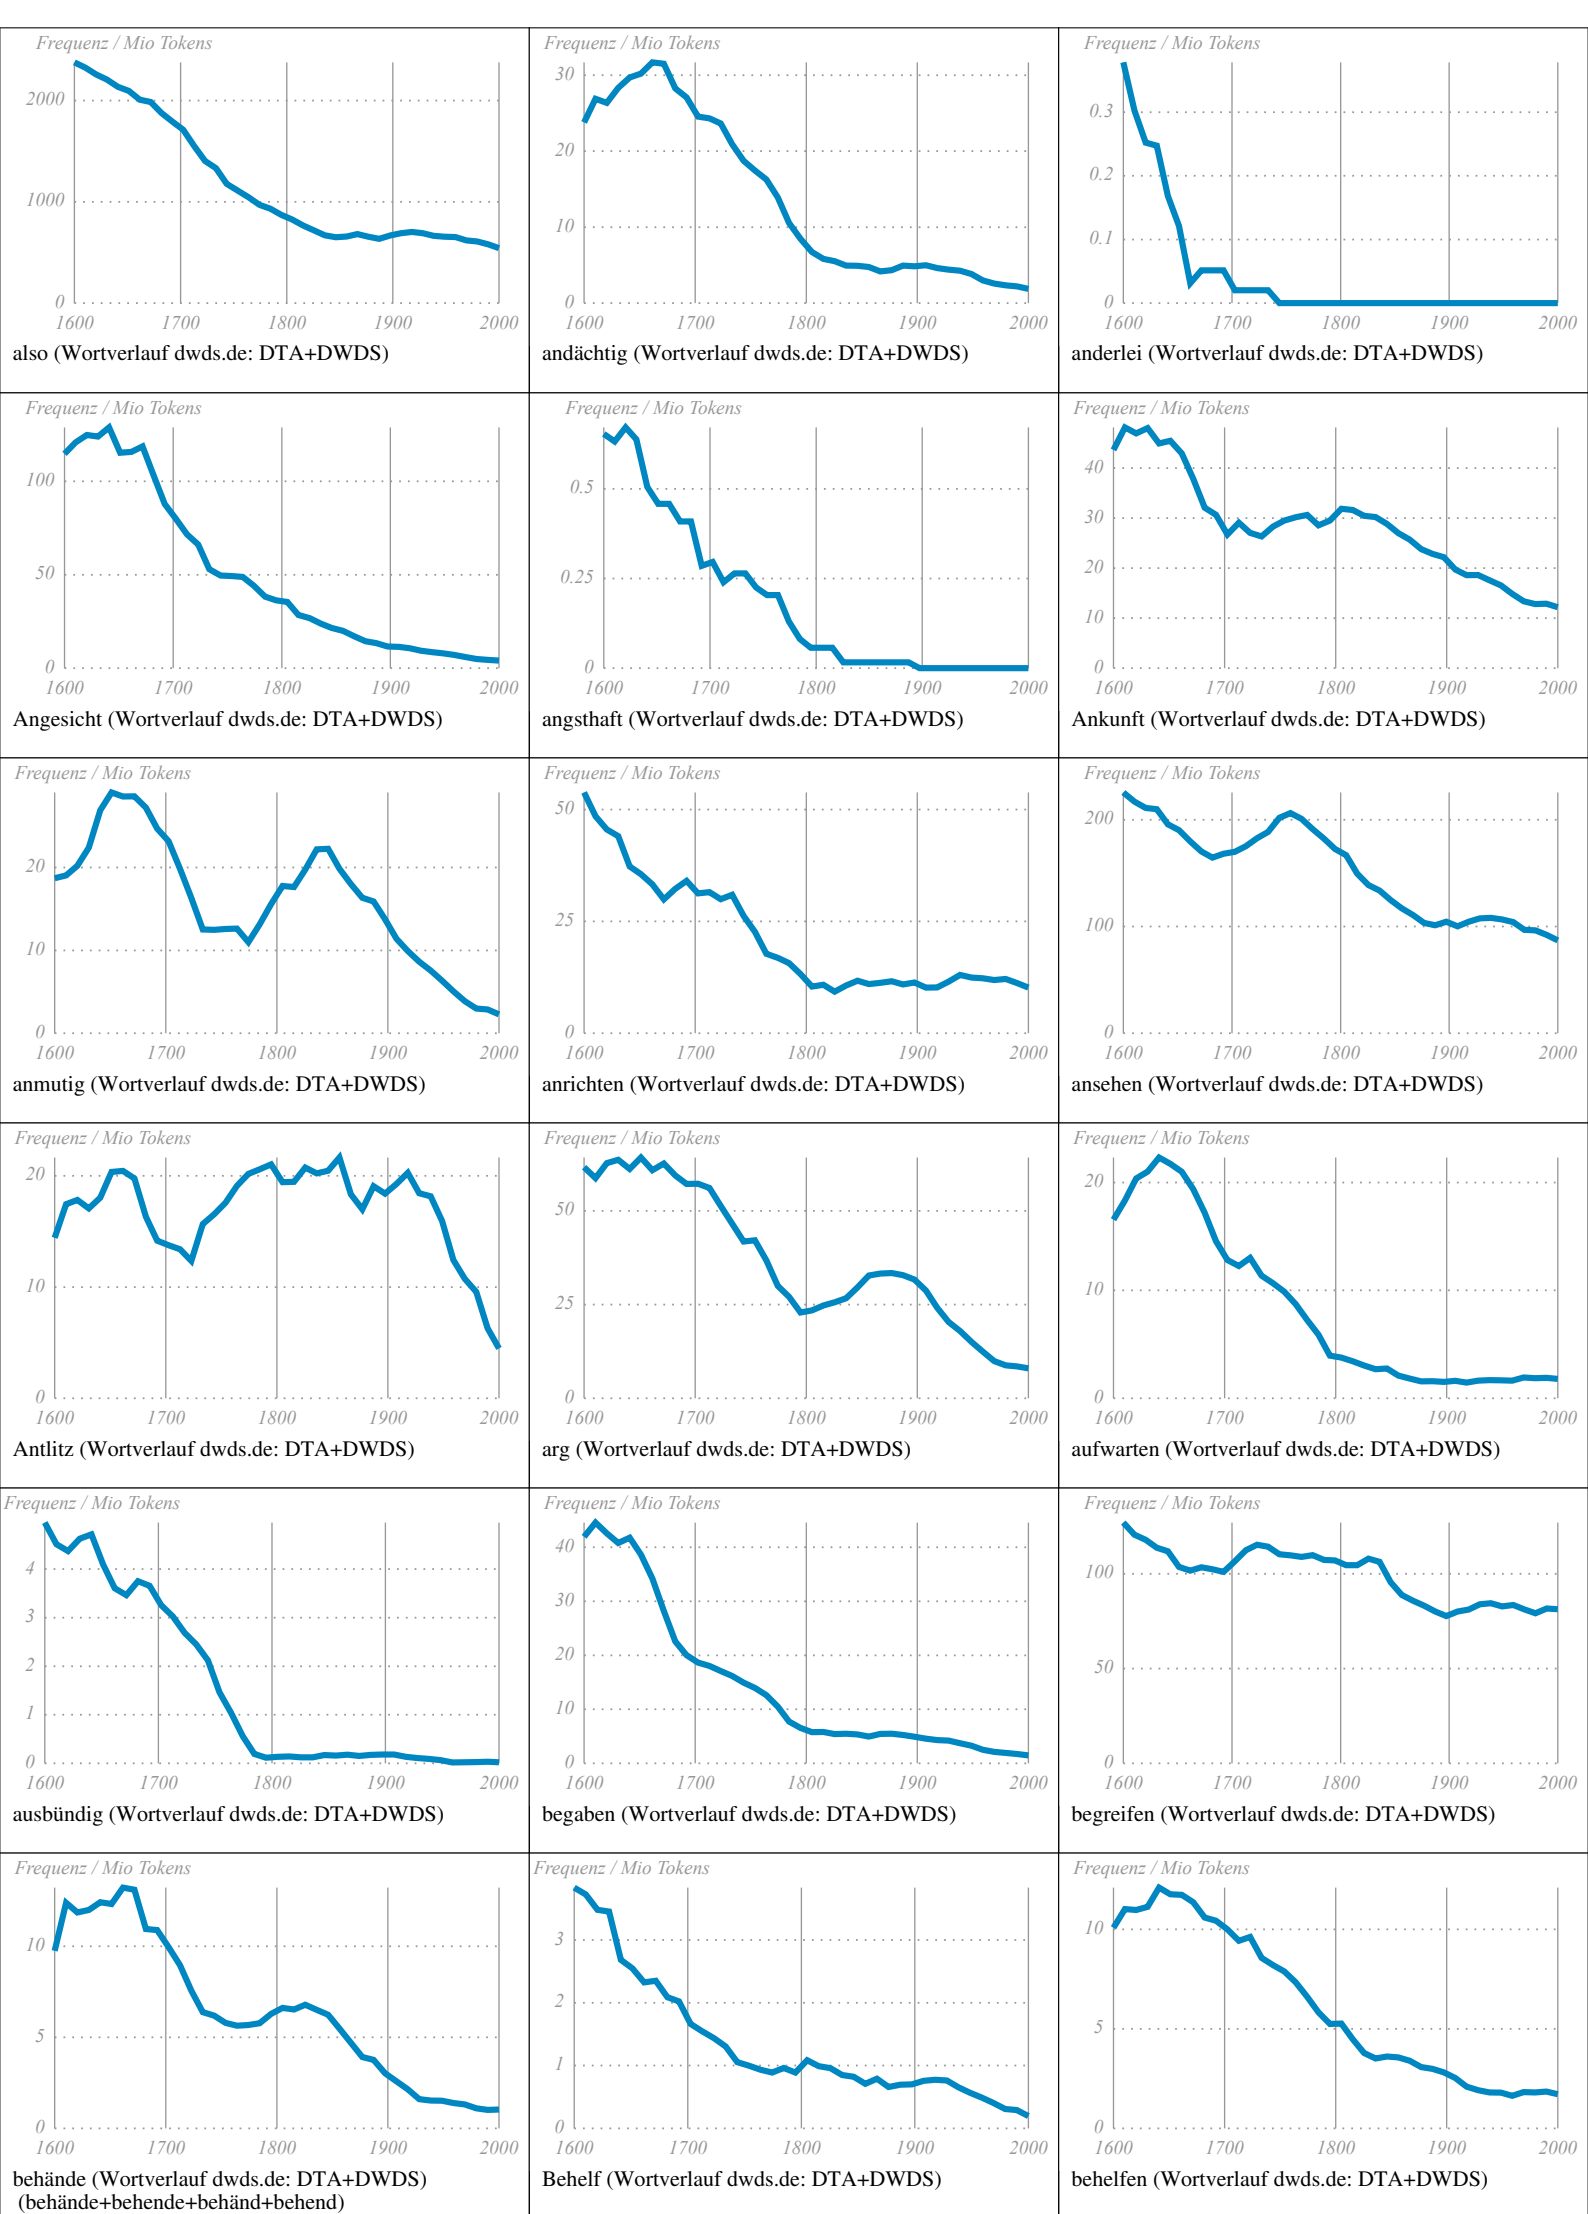 Frequenz / Mio Tokens
2000
1000
0
1600 1700 1800 1900 2000
also (Wortverlauf dwds.de: DTA+DWDS)
Frequenz / Mio Tokens
30
20
10
0
1600 1700 1800 1900 2000
andächtig (Wortverlauf dwds.de: DTA+DWDS)
Frequenz / Mio Tokens
0.3
0.2
0.1
0
1600 1700 1800 1900 2000
anderlei (Wortverlauf dwds.de: DTA+DWDS)
Frequenz / Mio Tokens
100
50
0
1600 1700 1800 1900 2000
Angesicht (Wortverlauf dwds.de: DTA+DWDS)
Frequenz / Mio Tokens
0.5
0.25
0
1600 1700 1800 1900 2000
angsthaft (Wortverlauf dwds.de: DTA+DWDS)
Frequenz / Mio Tokens
40
30
20
10
0
1600 1700 1800 1900 2000
Ankunft (Wortverlauf dwds.de: DTA+DWDS)
Frequenz / Mio Tokens
20
10
0
1600 1700 1800 1900 2000
anmutig (Wortverlauf dwds.de: DTA+DWDS)
Frequenz / Mio Tokens
50
25
0
1600 1700 1800 1900 2000
anrichten (Wortverlauf dwds.de: DTA+DWDS)
Frequenz / Mio Tokens
200
100
0
1600 1700 1800 1900 2000
ansehen (Wortverlauf dwds.de: DTA+DWDS)
Frequenz / Mio Tokens
20
10
0
1600 1700 1800 1900 2000
Antlitz (Wortverlauf dwds.de: DTA+DWDS)
Frequenz / Mio Tokens
50
25
0
1600 1700 1800 1900 2000
arg (Wortverlauf dwds.de: DTA+DWDS)
Frequenz / Mio Tokens
20
10
0
1600 1700 1800 1900 2000
aufwarten (Wortverlauf dwds.de: DTA+DWDS)
Frequenz / Mio Tokens
4
3
2
1
0
1600 1700 1800 1900 2000
ausbündig (Wortverlauf dwds.de: DTA+DWDS)
Frequenz / Mio Tokens
40
30
20
10
0
1600 1700 1800 1900 2000
begaben (Wortverlauf dwds.de: DTA+DWDS)
Frequenz / Mio Tokens
100
50
0
1600 1700 1800 1900 2000
begreifen (Wortverlauf dwds.de: DTA+DWDS)
Frequenz / Mio Tokens
10
5
0
1600 1700 1800 1900 2000
behände (Wortverlauf dwds.de: DTA+DWDS)
(behände+behende+behänd+behend)
Frequenz / Mio Tokens
3
2
1
0
1600 1700 1800 1900 2000
Behelf (Wortverlauf dwds.de: DTA+DWDS)
Frequenz / Mio Tokens
10
5
0
1600 1700 1800 1900 2000
behelfen (Wortverlauf dwds.de: DTA+DWDS)